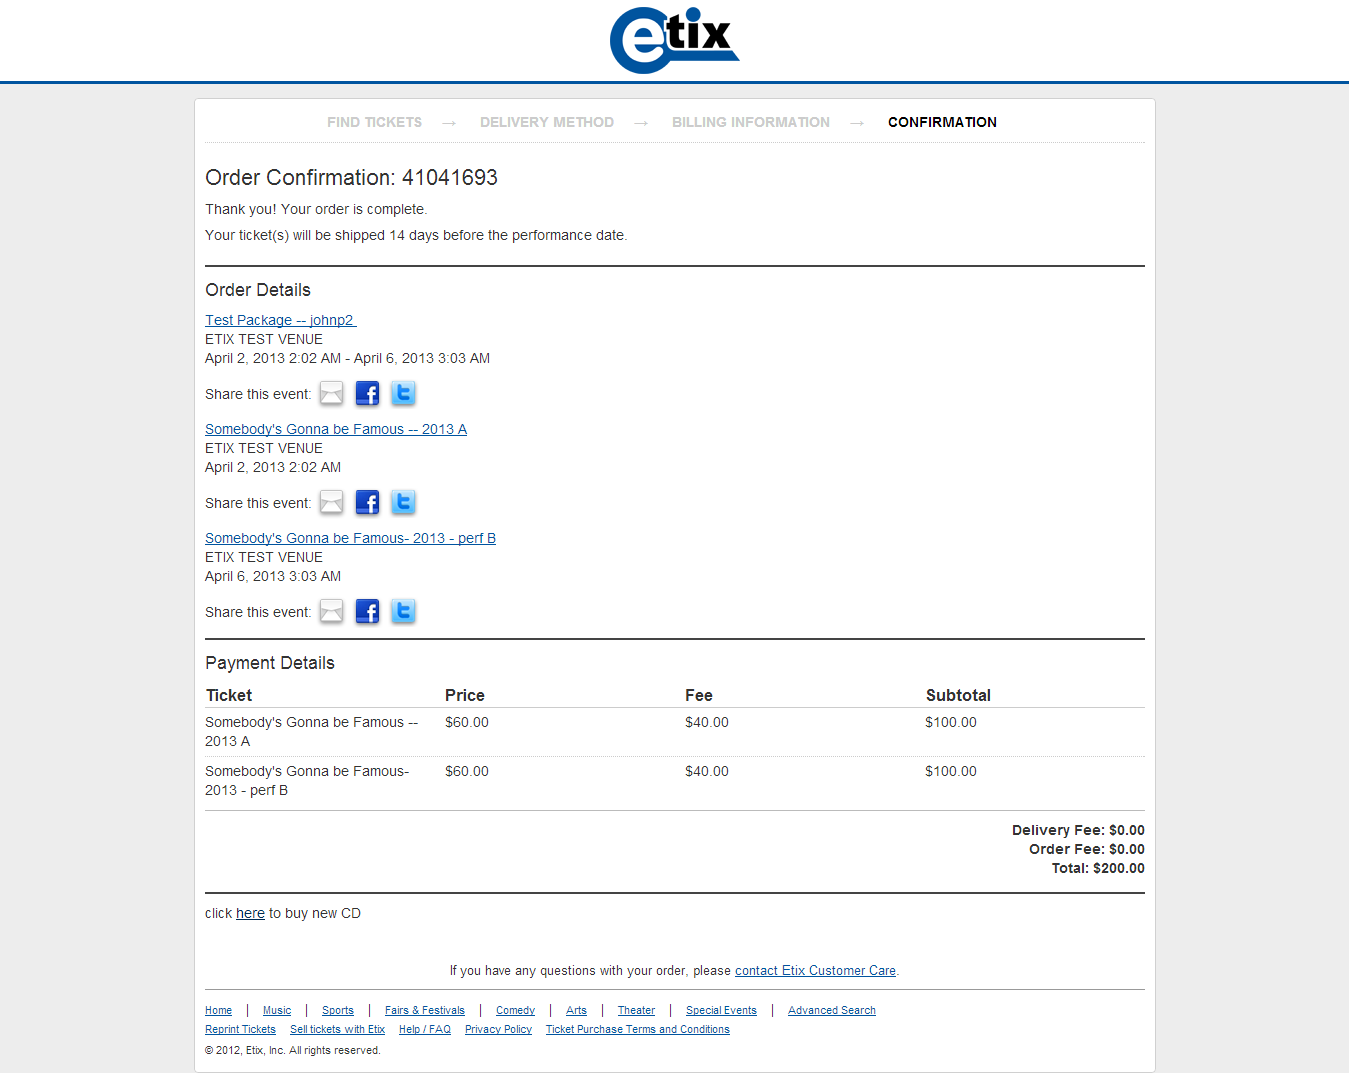 etix
FIND TICKETS → DELIVERY METHOD → BILLING INFORMATION → CONFIRMATION
Order Confirmation: 41041693
Thank you! Your order is complete.
Your ticket(s) will be shipped 14 days before the performance date.
Order Details
Test Package -- johnp2
ETIX TEST VENUE
April 2, 2013 2:02 AM - April 6, 2013 3:03 AM
Share this event:
Somebody's Gonna be Famous -- 2013 A
ETIX TEST VENUE
April 2, 2013 2:02 AM
Share this event:
Somebody's Gonna be Famous- 2013 - perf B
ETIX TEST VENUE
April 6, 2013 3:03 AM
Share this event:
Payment Details
Ticket Price Fee Subtotal
Somebody's Gonna be Famous -- $60.00 $40.00 $100.00
2013 A
Somebody's Gonna be Famous- $60.00 $40.00 $100.00
2013 - perf B
Delivery Fee: $0.00
Order Fee: $0.00
Total: $200.00
click here to buy new CD
If you have any questions with your order, please contact Etix Customer Care.
Home | Music | Sports | Fairs & Festivals | Comedy | Arts | Theater | Special Events | Advanced Search
Reprint Tickets Sell tickets with Etix Help / FAQ Privacy Policy Ticket Purchase Terms and Conditions
© 2012, Etix, Inc. All rights reserved.